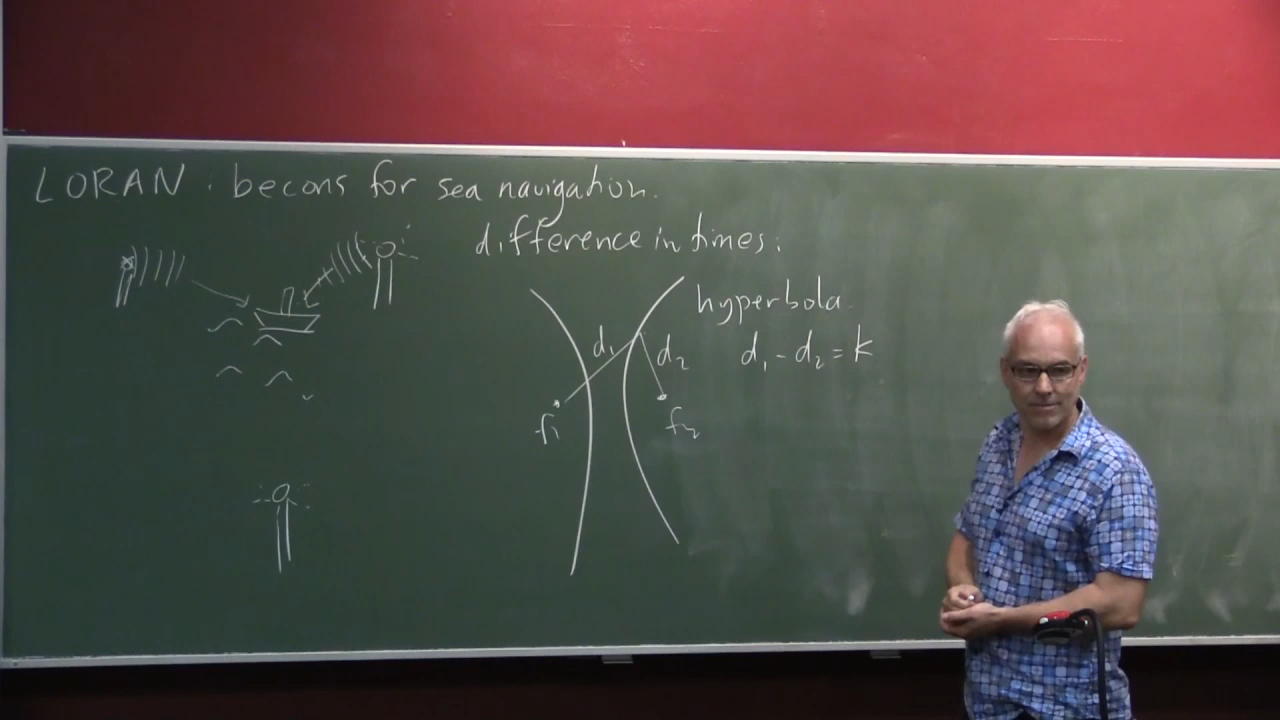 LORAN : becons for sea navigation.
difference in times:
hyperbola
d₁ d₂ d₁ - d₂ = k
f₁ f₂